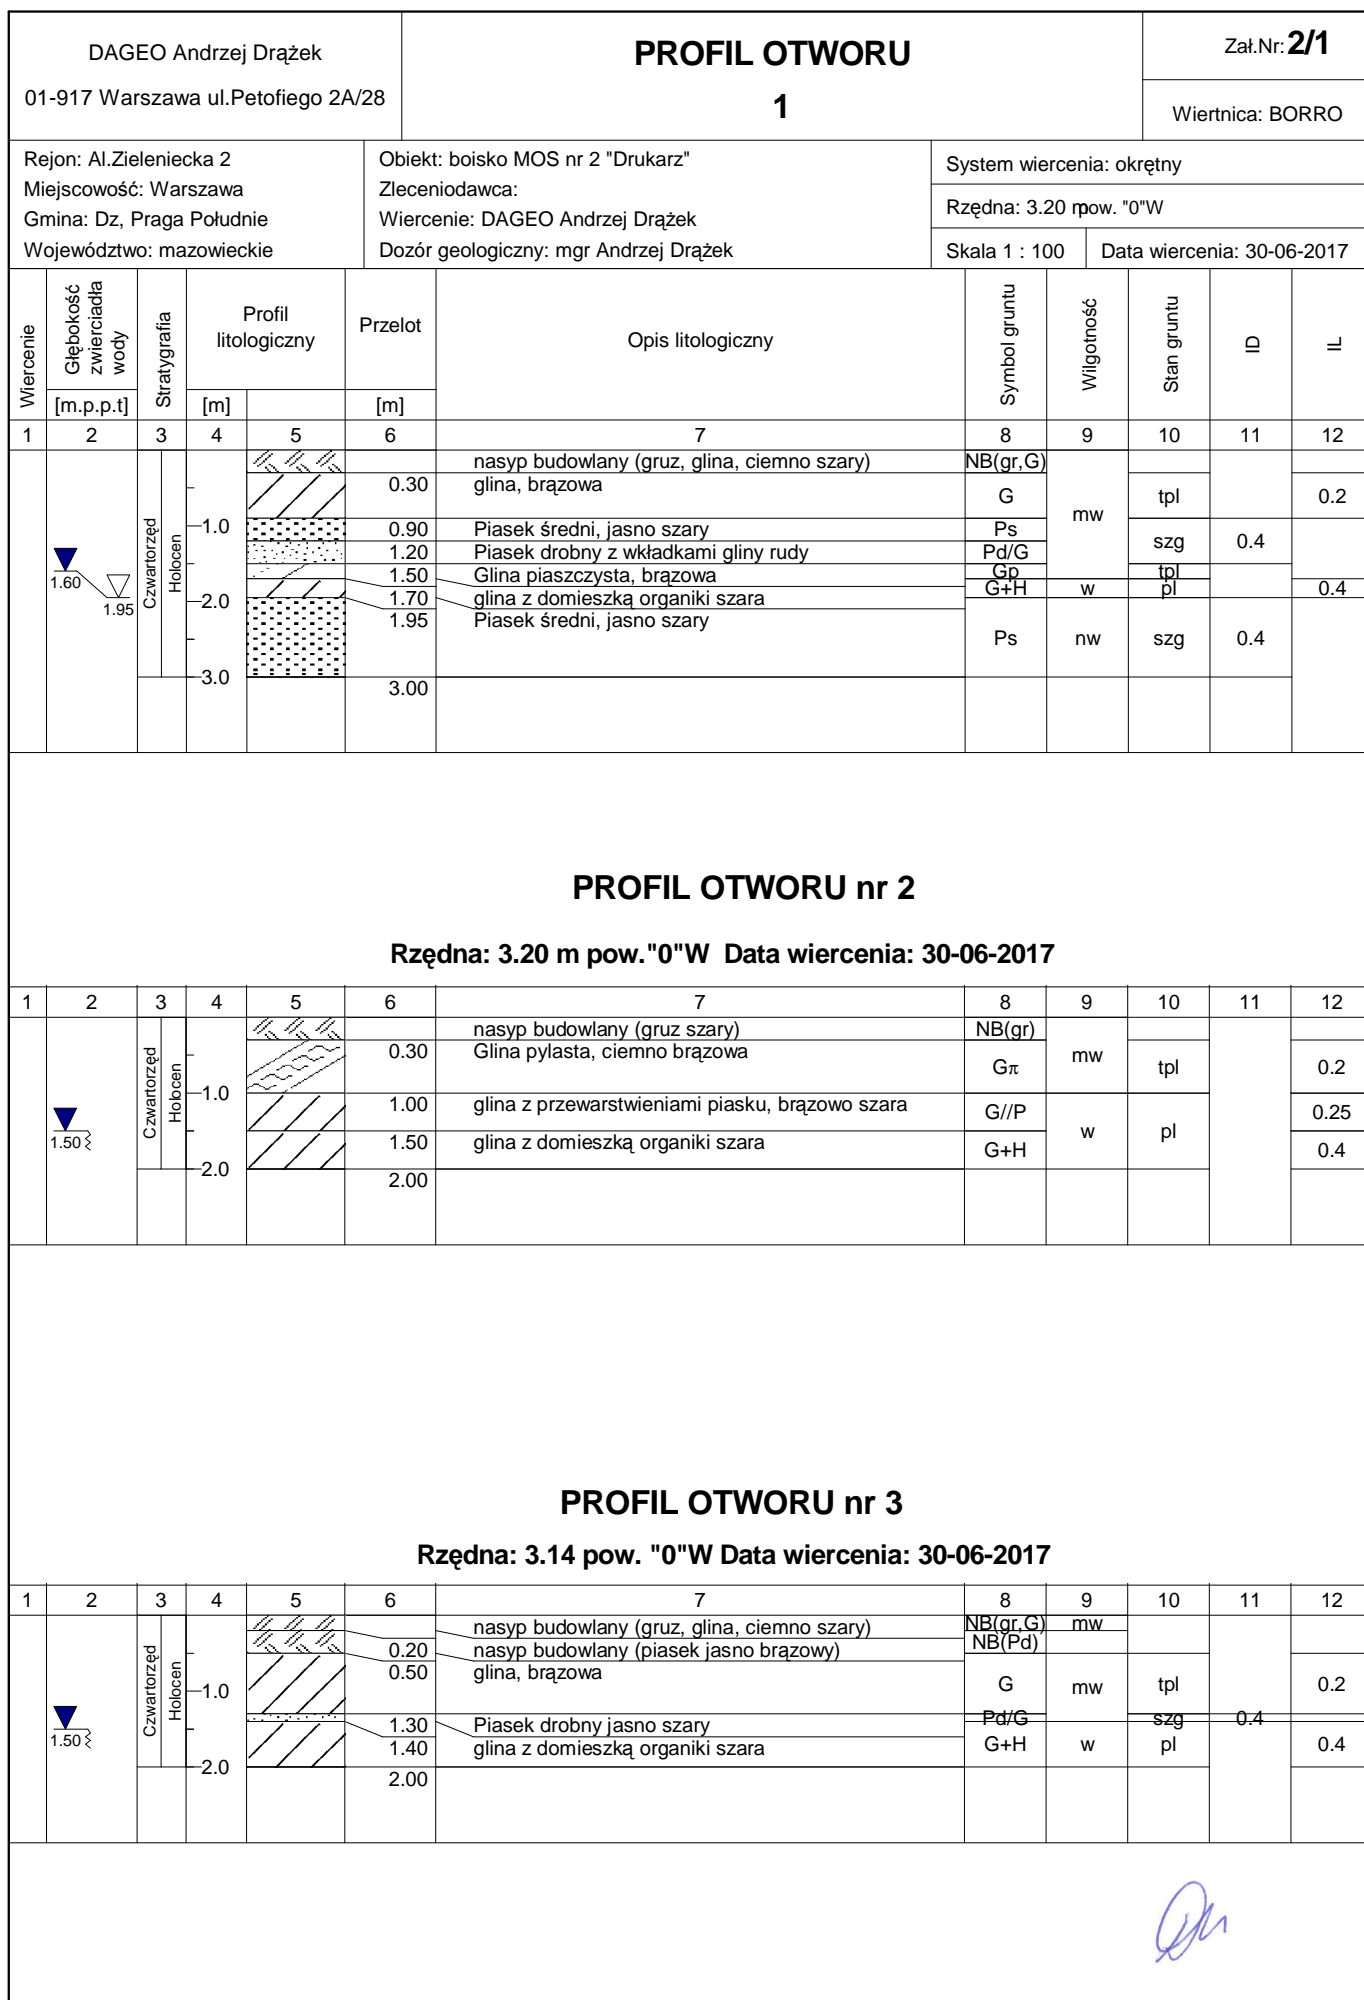 DAGEO Andrzej Drążek
01-917 Warszawa ul.Petofiego 2A/28
PROFIL OTWORU
1
Zał.Nr: 2/1
Wiertnica: BORRO
Rejon: Al.Zieleniecka 2
Miejscowość: Warszawa
Gmina: Dz, Praga Południe
Województwo: mazowieckie
Obiekt: boisko MOS nr 2 "Drukarz"
Zleceniodawca:
Wiercenie: DAGEO Andrzej Drążek
Dozór geologiczny: mgr Andrzej Drążek
System wiercenia: okrętny
Rzędna: 3.20 mpow. "0"W
Skala 1 : 100 Data wiercenia: 30-06-2017
Wiercenie
Głębokość zwierciadła wody
[m.p.p.t]
Stratygrafia
Profil litologiczny
[m]
Przelot
[m]
Opis litologiczny
Symbol gruntu
Wilgotność
Stan gruntu
ID
IL
1 2 3 4 5 6 7 8 9 10 11 12
nasyp budowlany (gruz, glina, ciemno szary) NB(gr,G)
0.30 glina, brązowa G mw tpl 0.2
1.0 0.90 Piasek średni, jasno szary Ps szg 0.4
1.20 Piasek drobny z wkładkami gliny rudy Pd/G
1.60 1.50 Glina piaszczysta, brązowa Gp tpl
1.95 2.0 1.70 glina z domieszką organiki szara G+H w pl 0.4
1.95 Piasek średni, jasno szary Ps nw szg 0.4
3.0 3.00
Czwartorzęd
Holocen
PROFIL OTWORU nr 2
Rzędna: 3.20 m pow."0"W Data wiercenia: 30-06-2017
1 2 3 4 5 6 7 8 9 10 11 12
nasyp budowlany (gruz szary) NB(gr)
0.30 Glina pylasta, ciemno brązowa Gπ mw tpl 0.2
1.0 1.00 glina z przewarstwieniami piasku, brązowo szara G//P w pl 0.25
1.50 1.50 glina z domieszką organiki szara G+H 0.4
2.0 2.00
Czwartorzęd
Holocen
PROFIL OTWORU nr 3
Rzędna: 3.14 pow. "0"W Data wiercenia: 30-06-2017
1 2 3 4 5 6 7 8 9 10 11 12
nasyp budowlany (gruz, glina, ciemno szary) NB(gr,G) mw
0.20 nasyp budowlany (piasek jasno brązowy) NB(Pd)
0.50 glina, brązowa G mw tpl 0.2
1.0
1.30 Piasek drobny jasno szary Pd/G szg 0.4
1.50 1.40 glina z domieszką organiki szara G+H w pl 0.4
2.0 2.00
Czwartorzęd
Holocen